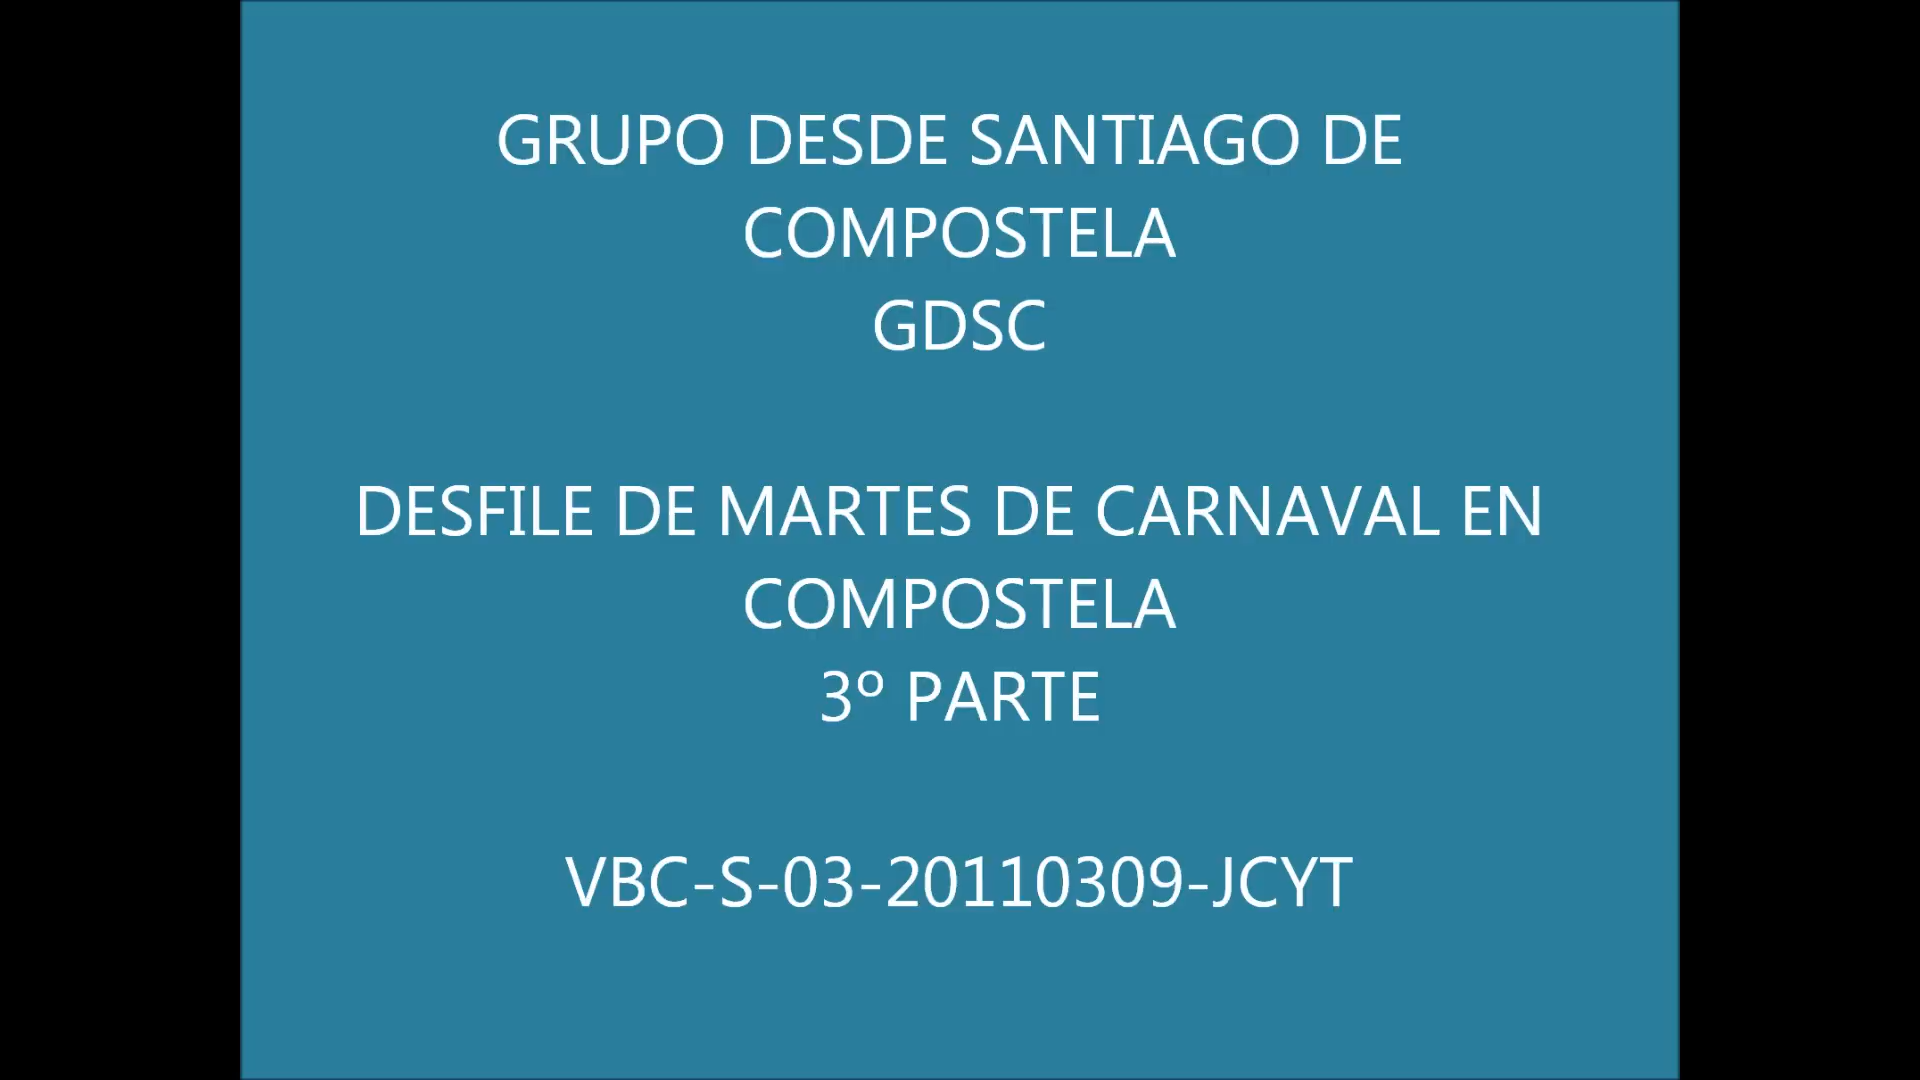 GRUPO DESDE SANTIAGO DE
COMPOSTELA
GDSC
DESFILE DE MARTES DE CARNAVAL EN
COMPOSTELA
3º PARTE
VBC-S-03-20110309-JCYT